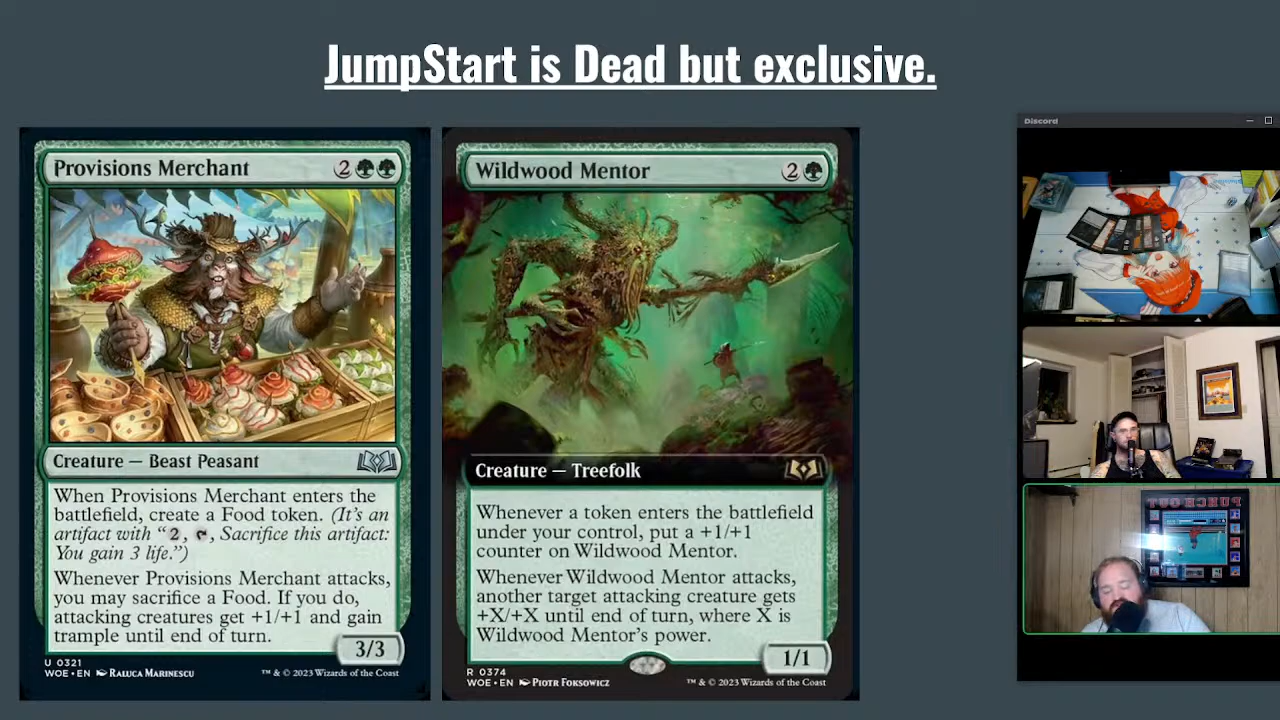 JumpStart is Dead but exclusive.
Provisions Merchant 2
Creature — Beast Peasant
When Provisions Merchant enters the
battlefield, create a Food token. (It's an
artifact with “2, , Sacrifice this artifact:
You gain 3 life.”)
Whenever Provisions Merchant attacks,
you may sacrifice a Food. If you do,
attacking creatures get +1/+1 and gain
trample until end of turn.
3/3
U 0321
WOE • EN Raluca Marinescu
™ & © 2023 Wizards of the Coast
Wildwood Mentor 2
Creature — Treefolk
Whenever a token enters the battlefield
under your control, put a +1/+1
counter on Wildwood Mentor.
Whenever Wildwood Mentor attacks,
another target attacking creature gets
+X/+X until end of turn, where X is
Wildwood Mentor's power.
1/1
R 0374
WOE • EN Piotr Foksowicz
™ & © 2023 Wizards of the Coast
Discord
PUNCH-OUT